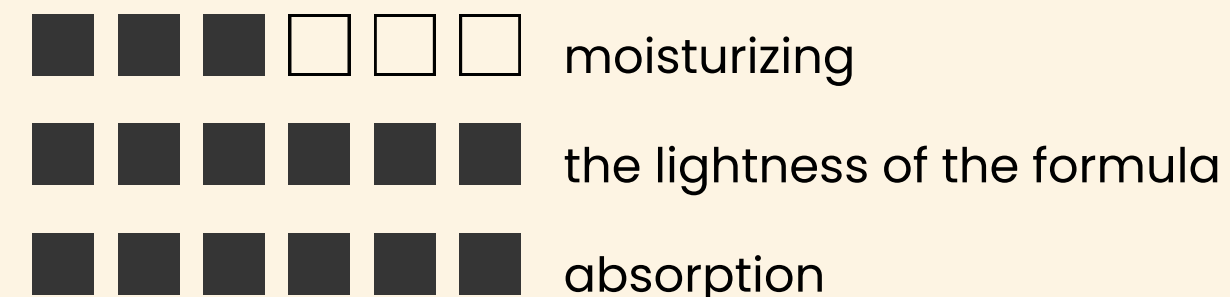 moisturizing
the lightness of the formula
absorption